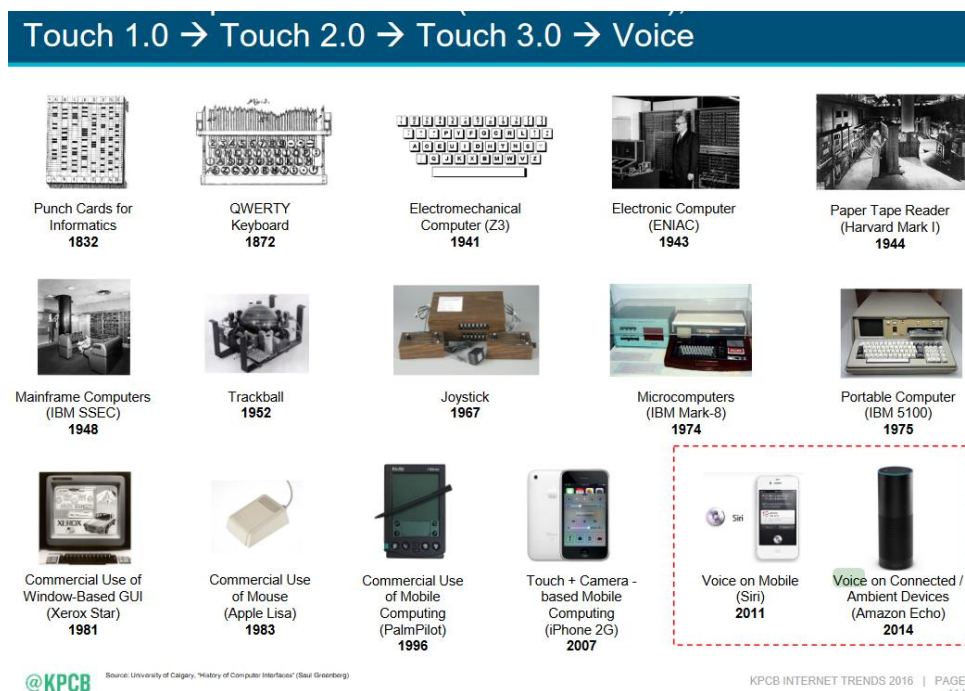 Touch 1.0 → Touch 2.0 → Touch 3.0 → Voice
Punch Cards for
Informatics
1832
QWERTY
Keyboard
1872
Electromechanical
Computer (Z3)
1941
Electronic Computer
(ENIAC)
1943
Paper Tape Reader
(Harvard Mark I)
1944
Mainframe Computers
(IBM SSEC)
1948
Trackball
1952
Joystick
1967
Microcomputers
(IBM Mark-8)
1974
Portable Computer
(IBM 5100)
1975
XEROX
Siri
Commercial Use of
Window-Based GUI
(Xerox Star)
1981
Commercial Use
of Mouse
(Apple Lisa)
1983
Commercial Use
of Mobile
Computing
(PalmPilot)
1996
Touch + Camera -
based Mobile
Computing
(iPhone 2G)
2007
Voice on Mobile
(Siri)
2011
Voice on Connected /
Ambient Devices
(Amazon Echo)
2014
@KPCB
Source: University of Calgary, "History of Computer Interfaces" (Saul Greenberg)
KPCB INTERNET TRENDS 2016 | PAGE